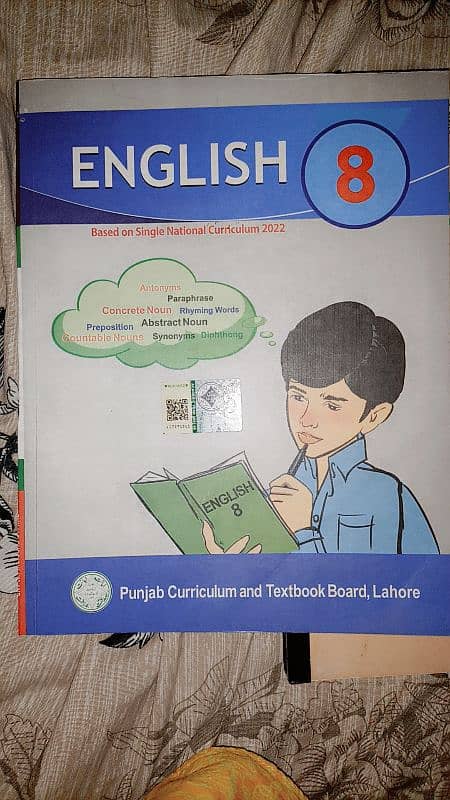 ENGLISH 8
Based on Single National Curriculum 2022
Antonyms
Paraphrase
Concrete Noun Rhyming Words
Preposition Abstract Noun
Countable Nouns Synonyms Diphthong
ENGLISH
8
Punjab Curriculum and Textbook Board, Lahore